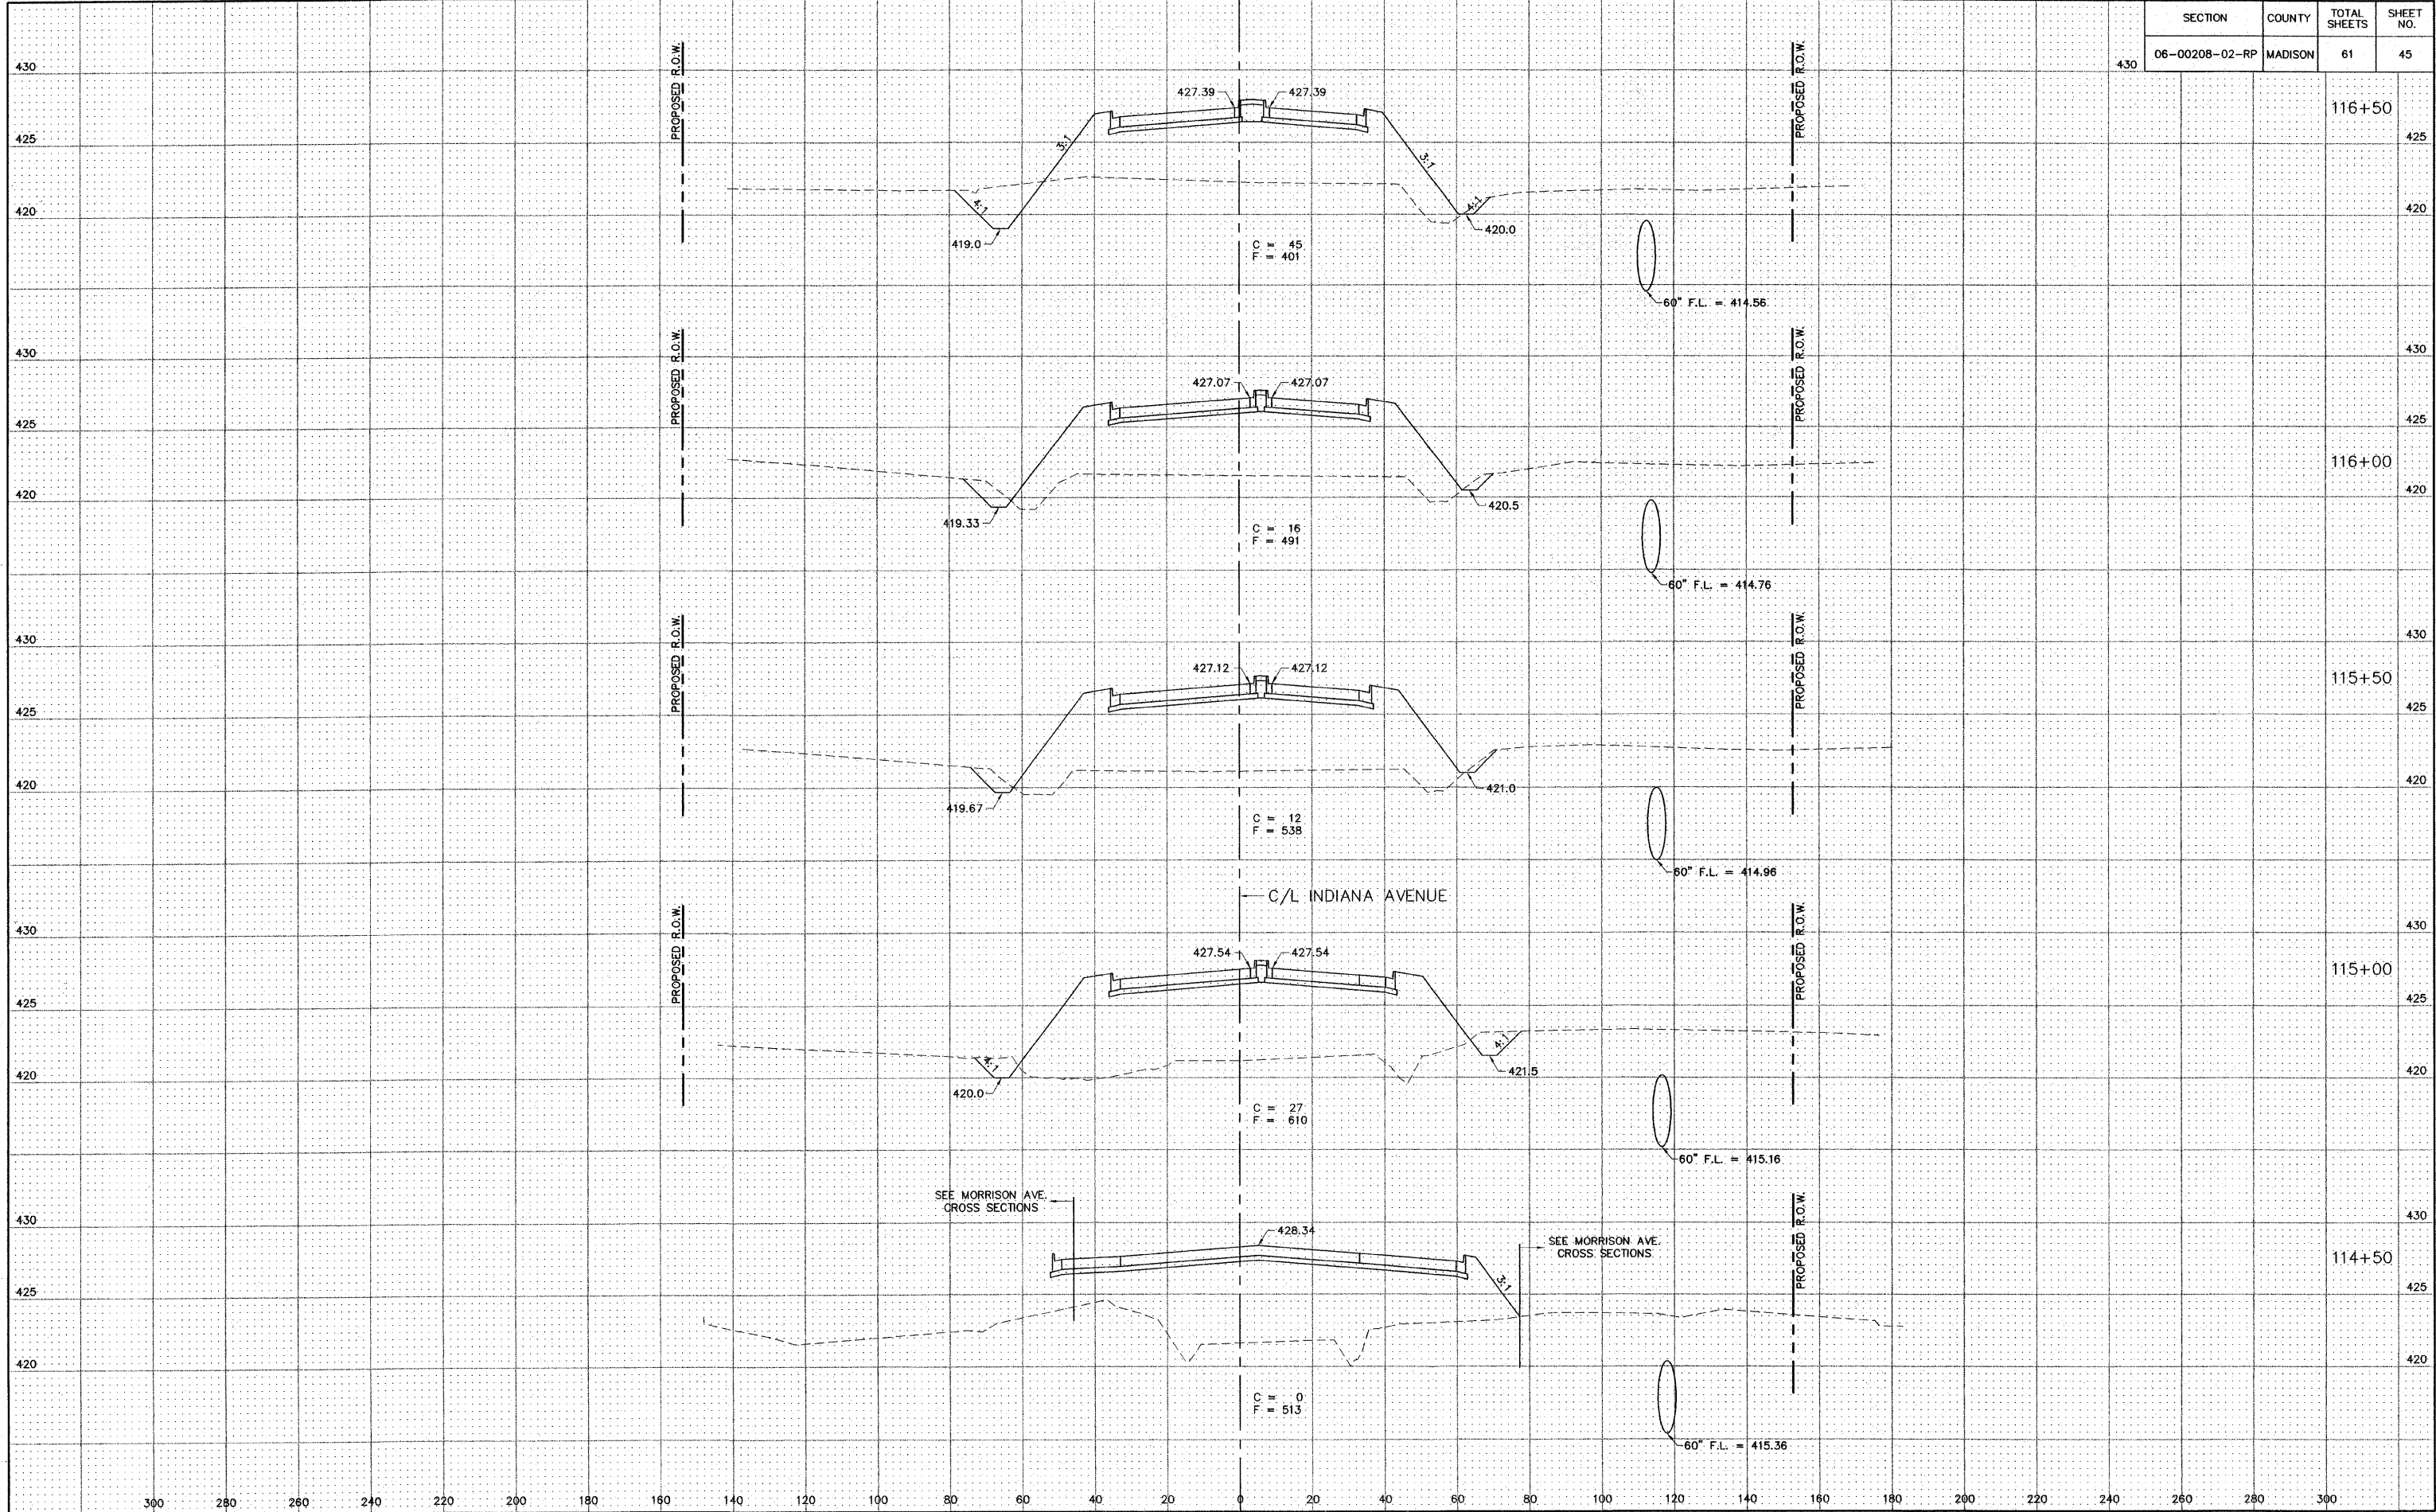 SECTION COUNTY TOTAL SHEETS SHEET NO.
06-00208-02-RP MADISON 61 45
430 430
PROPOSED R.O.W. PROPOSED R.O.W.
427.39 427.39
116+50
425 425
3:1 3:1
4:1 4:1
420 420
419.0 420.0
C = 45
F = 401
60" F.L. = 414.56
PROPOSED R.O.W. PROPOSED R.O.W.
430 430
427.07 427.07
425 425
116+00
420 420
419.33 420.5
C = 16
F = 491
60" F.L. = 414.76
PROPOSED R.O.W. PROPOSED R.O.W.
430 430
427.12 427.12
115+50
425 425
420 420
419.67 421.0
C = 12
F = 538
60" F.L. = 414.96
C/L INDIANA AVENUE
PROPOSED R.O.W. PROPOSED R.O.W.
430 430
427.54 427.54
115+00
425 425
4:1 4:1
420 420
420.0 421.5
C = 27
F = 610
60" F.L. = 415.16
SEE MORRISON AVE.
CROSS SECTIONS
PROPOSED R.O.W.
430 430
428.34
SEE MORRISON AVE.
CROSS SECTIONS
114+50
425 425
3:1
420 420
C = 0
F = 513
60" F.L. = 415.36
300 280 260 240 220 200 180 160 140 120 100 80 60 40 20 0 20 40 60 80 100 120 140 160 180 200 220 240 260 280 300